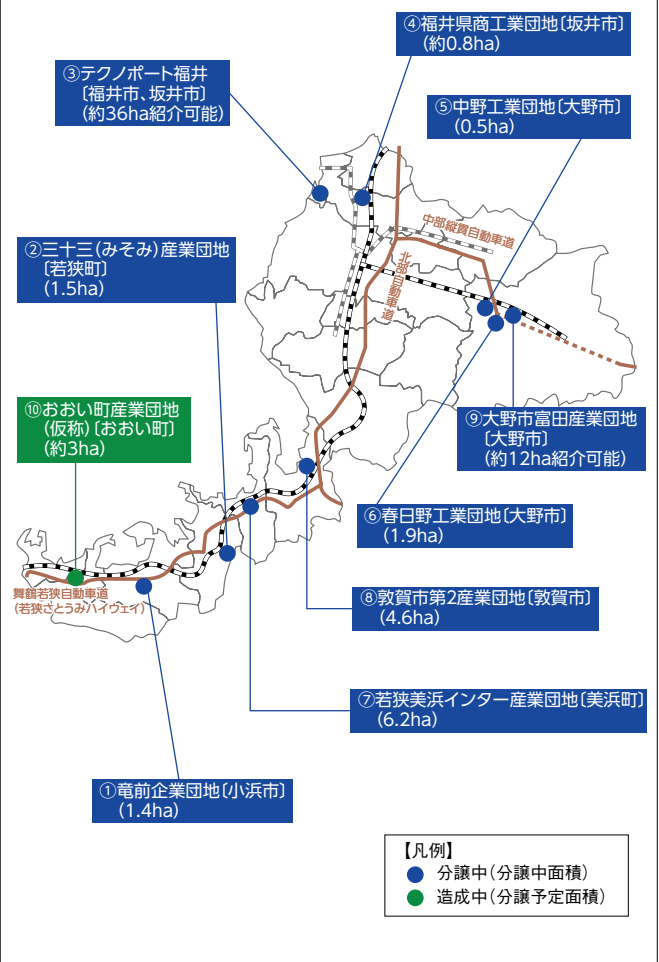 ④福井県商工業団地〔坂井市〕
(約0.8ha)
③テクノポート福井
〔福井市、坂井市〕
(約36ha紹介可能)
⑤中野工業団地〔大野市〕
(0.5ha)
中部縦貫自動車道
北部自動車道
②三十三(みそみ)産業団地
〔若狭町〕
(1.5ha)
⑩おおい町産業団地
(仮称)〔おおい町〕
(約3ha)
⑨大野市富田産業団地
〔大野市〕
(約12ha紹介可能)
⑥春日野工業団地〔大野市〕
(1.9ha)
舞鶴若狭自動車道
(若狭さとうみハイウェイ)
⑧敦賀市第2産業団地〔敦賀市〕
(4.6ha)
⑦若狭美浜インター産業団地〔美浜町〕
(6.2ha)
①竜前企業団地〔小浜市〕
(1.4ha)
【凡例】
分譲中(分譲中面積)
造成中(分譲予定面積)